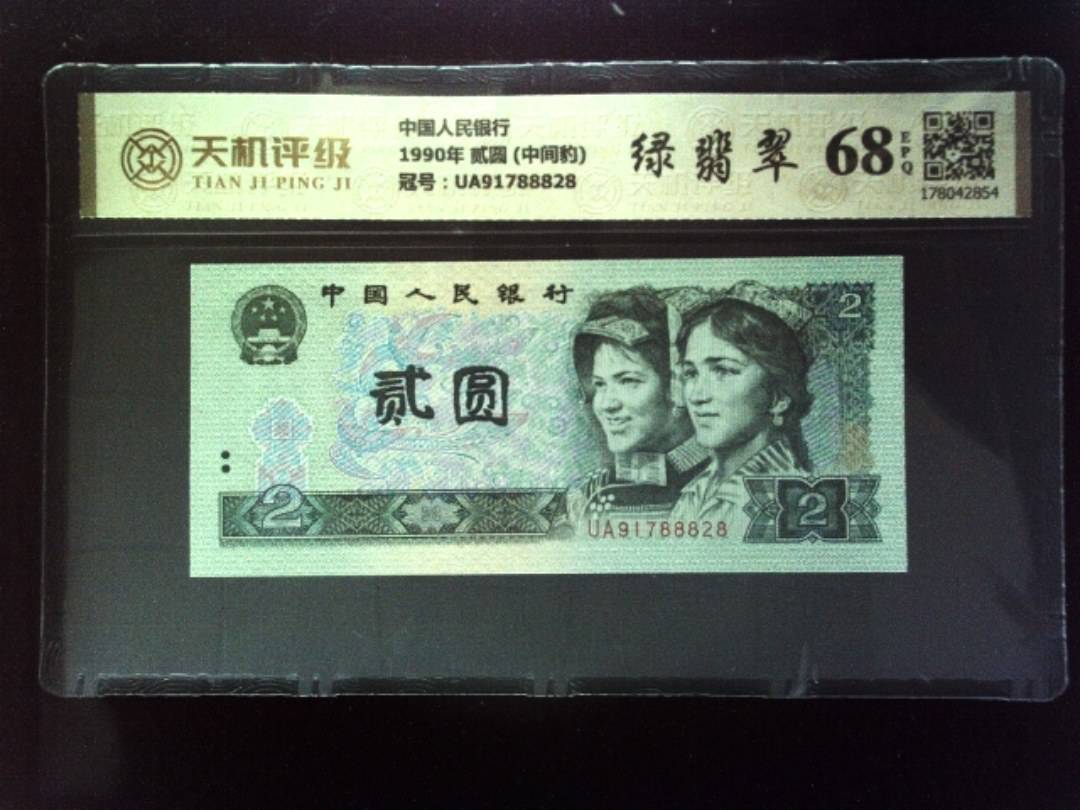 天机评级
TIAN JI PING JI
中国人民银行
1990年 贰圆 (中间豹)
冠号：UA91788828
绿翡翠
68
EPQ
178042854
中国人民银行
2
贰圆
2
UA91788828
2